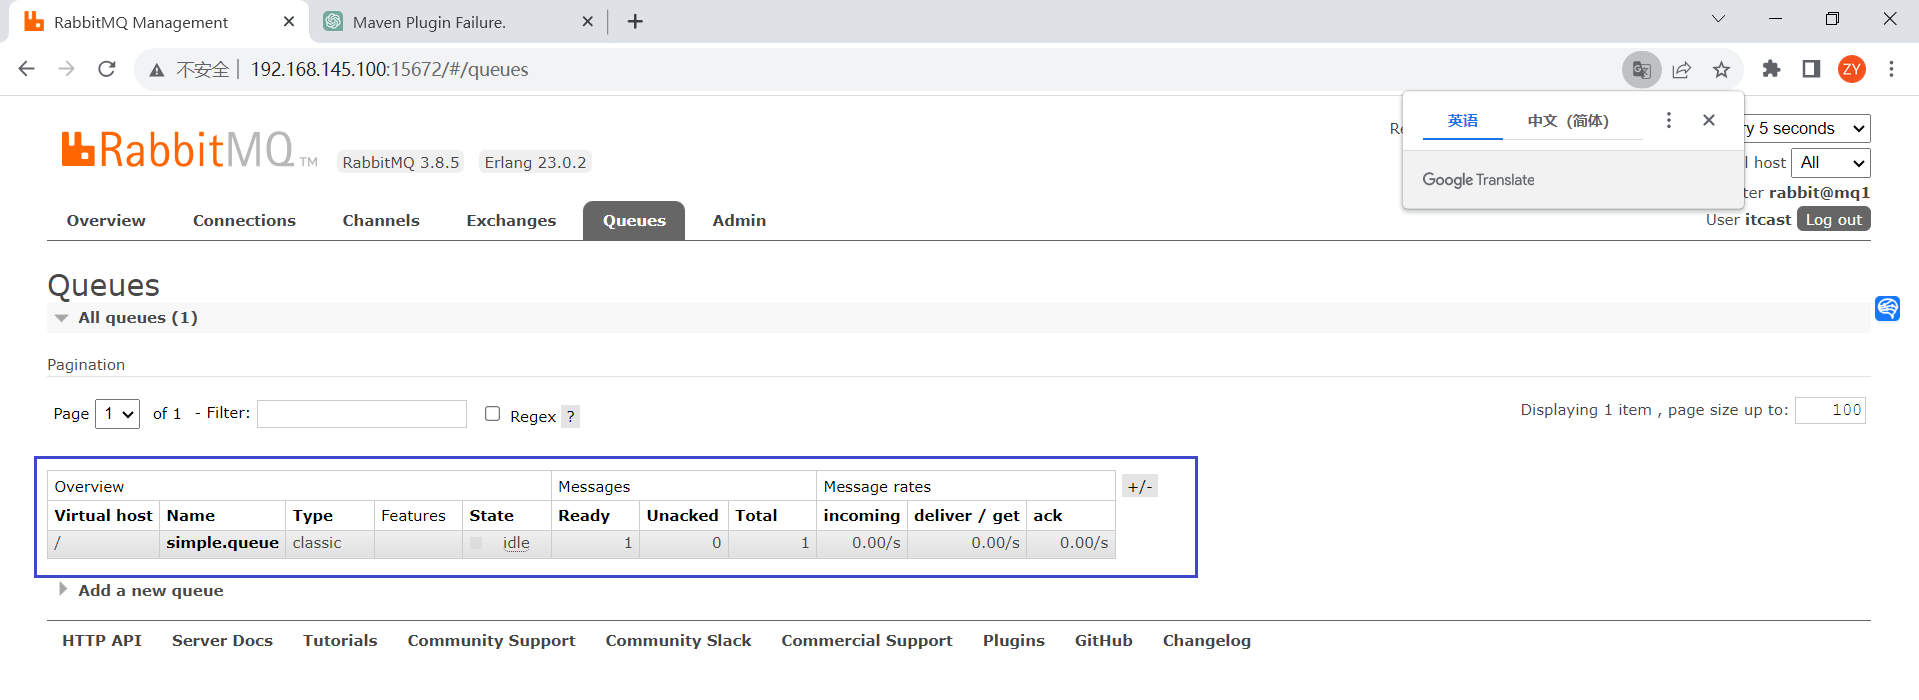 RabbitMQ Management
Maven Plugin Failure.
不安全 | 192.168.145.100:15672/#/queues
ZY
英语 中文（简体）
Google Translate
RabbitMQ TM RabbitMQ 3.8.5 Erlang 23.0.2
5 seconds
host All
rabbit@mq1
User itcast Log out
Overview Connections Channels Exchanges Queues Admin
Queues
All queues (1)
Pagination
Page 1 of 1 - Filter: Regex ? Displaying 1 item , page size up to: 100
Overview Messages Message rates +/-
Virtual host Name Type Features State Ready Unacked Total incoming deliver / get ack
/ simple.queue classic idle 1 0 1 0.00/s 0.00/s 0.00/s
Add a new queue
HTTP API Server Docs Tutorials Community Support Community Slack Commercial Support Plugins GitHub Changelog